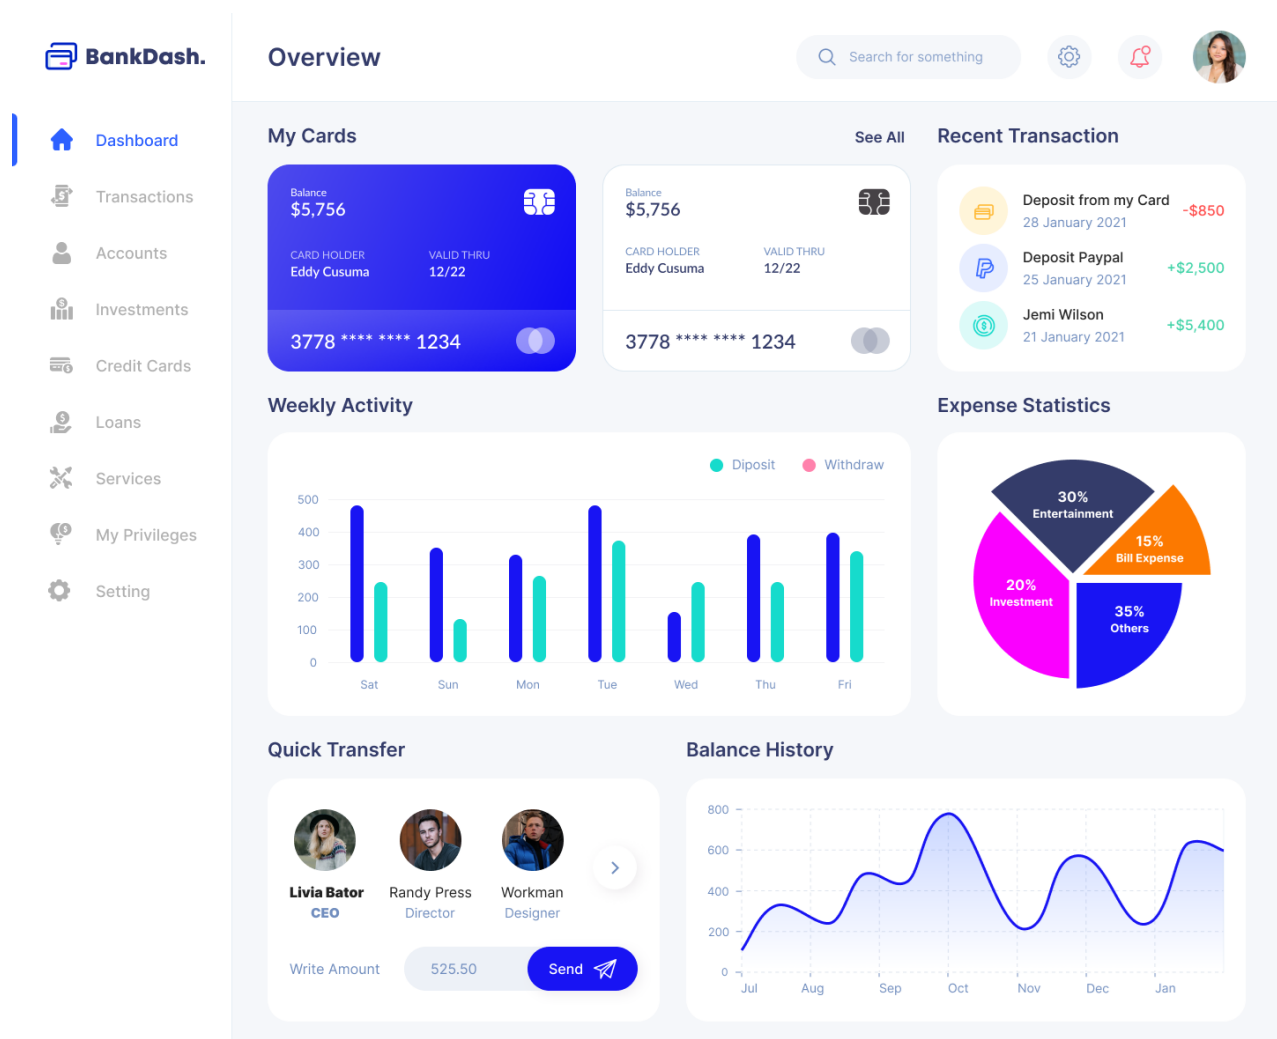 BankDash.
Overview
Search for something
Dashboard
Transactions
Accounts
Investments
Credit Cards
Loans
Services
My Privileges
Setting
My Cards
See All
Balance
$5,756
CARD HOLDER
VALID THRU
Eddy Cusuma
12/22
3778 **** **** 1234
Balance
$5,756
CARD HOLDER
VALID THRU
Eddy Cusuma
12/22
3778 **** **** 1234
Recent Transaction
Deposit from my Card
28 January 2021
-$850
Deposit Paypal
25 January 2021
+$2,500
Jemi Wilson
21 January 2021
+$5,400
Weekly Activity
Diposit
Withdraw
500
400
300
200
100
0
Sat Sun Mon Tue Wed Thu Fri
Expense Statistics
30%
Entertainment
15%
Bill Expense
20%
Investment
35%
Others
Quick Transfer
Livia Bator
CEO
Randy Press
Director
Workman
Designer
Write Amount
525.50
Send
Balance History
800
600
400
200
0
Jul Aug Sep Oct Nov Dec Jan